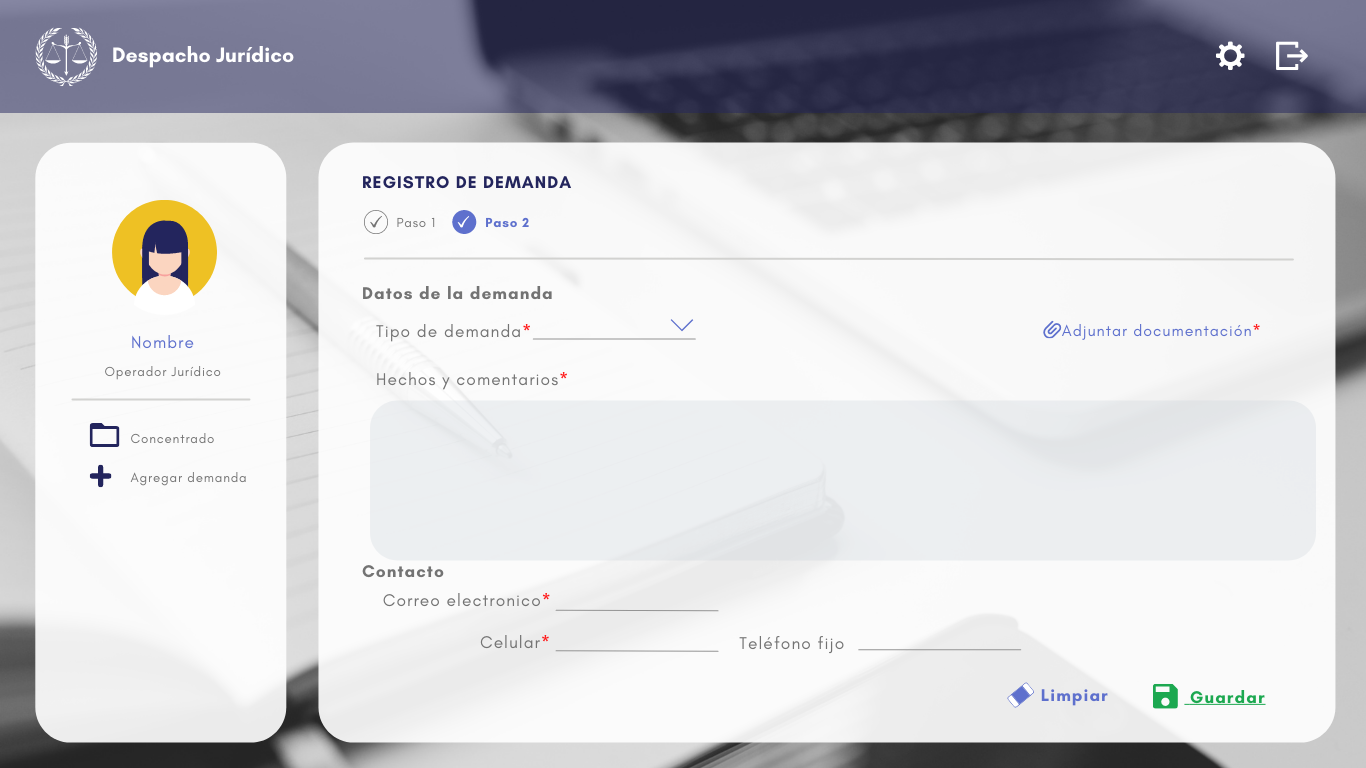 Despacho Jurídico
Nombre
Operador Jurídico
Concentrado
Agregar demanda
REGISTRO DE DEMANDA
Paso 1 Paso 2
Datos de la demanda
Tipo de demanda* Adjuntar documentación*
Hechos y comentarios*
Contacto
Correo electronico*
Celular* Teléfono fijo
Limpiar Guardar